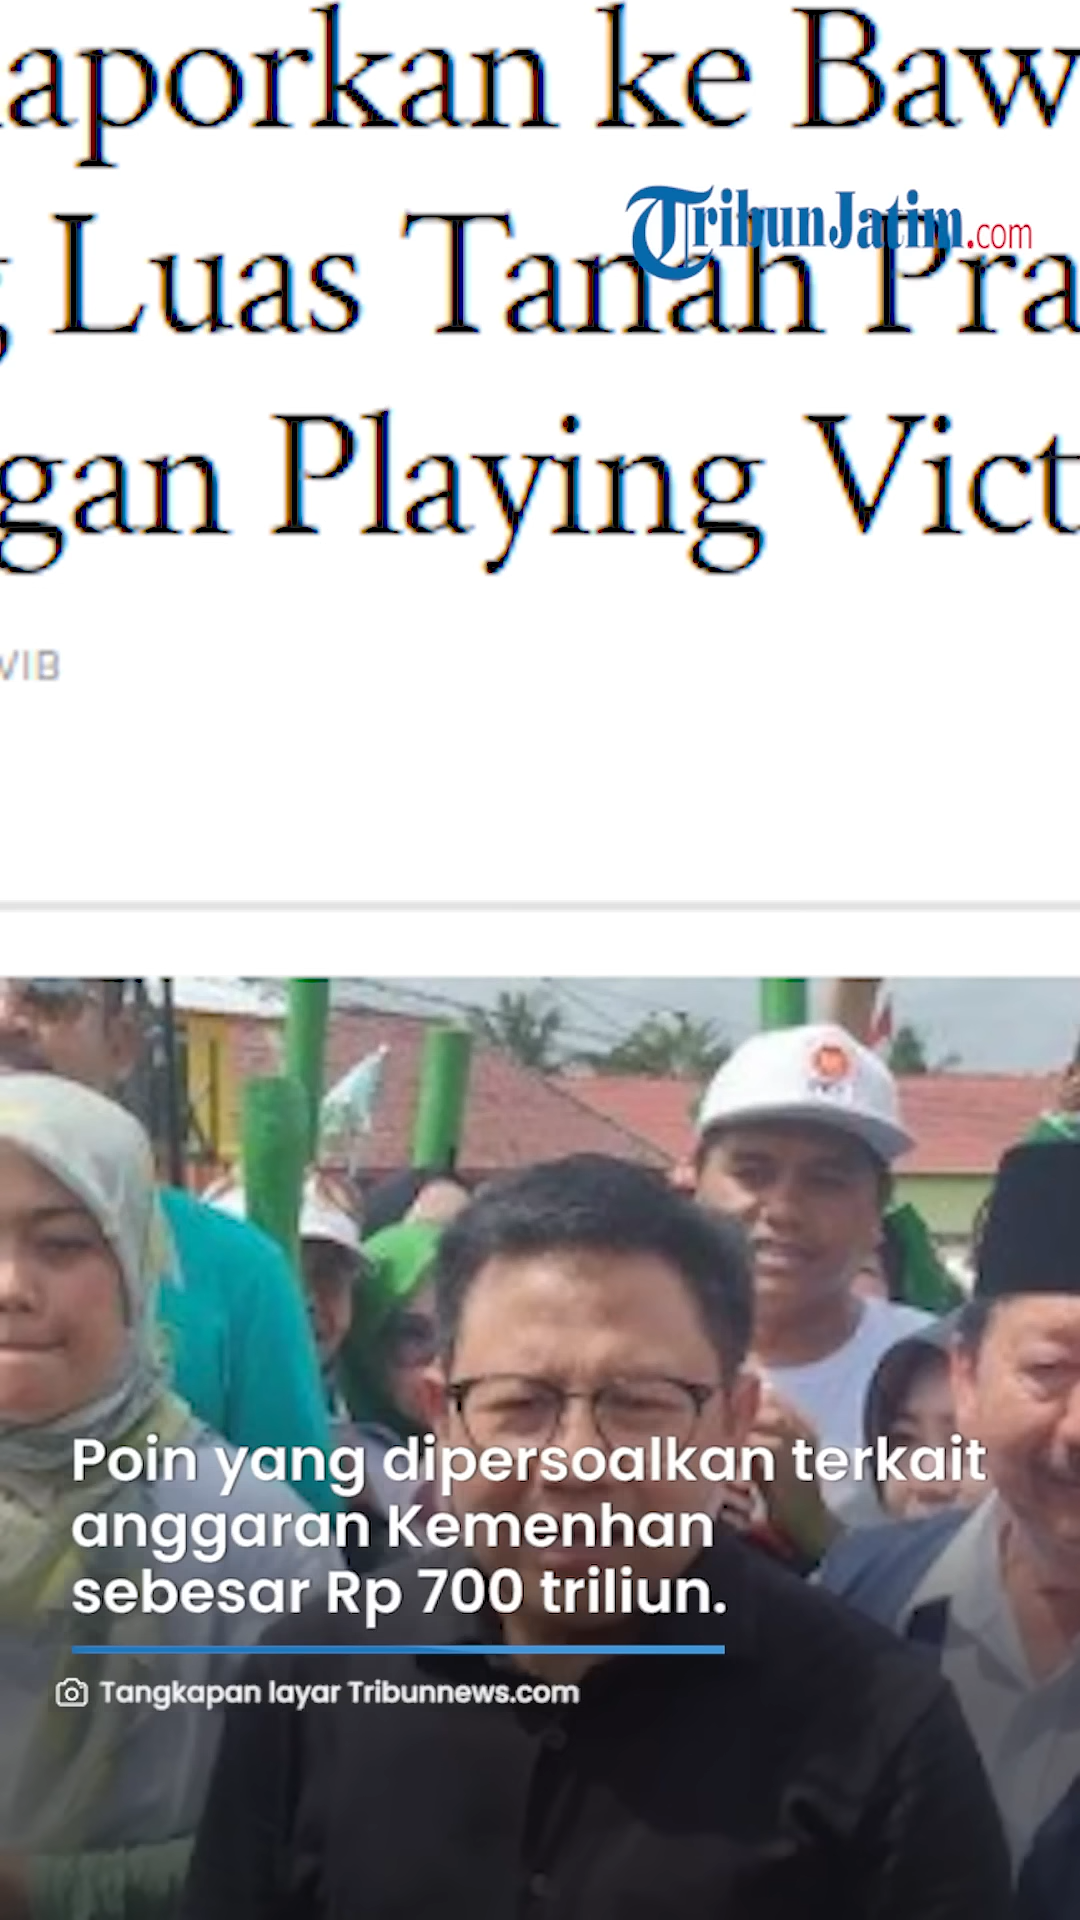 aporkan ke Baw
TribunJatim.com
g Luas Tanah Pra
gan Playing Vict
WIB
Poin yang dipersoalkan terkait
anggaran Kemenhan
sebesar Rp 700 triliun.
Tangkapan layar Tribunnews.com